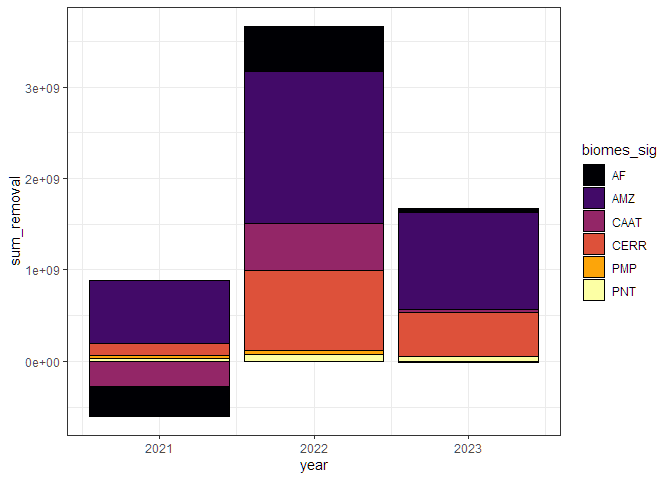 3e+09
2e+09
1e+09
0e+00
sum_removal
2021
2022
2023
year
biomes_sig
AF
AMZ
CAAT
CERR
PMP
PNT